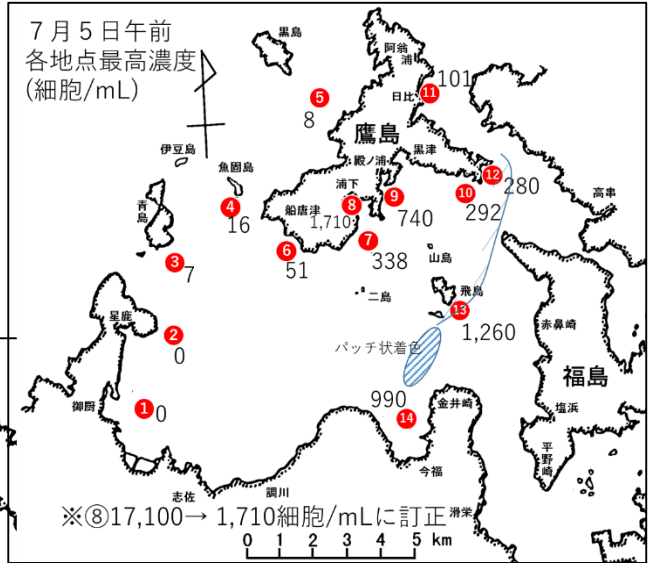 7月5日午前
各地点最高濃度
(細胞/mL)
黒島
阿翁
浦
日比
⑪
101
⑤
8
鷹島
伊豆島
魚固島
殿ノ浦
黒津
⑫
280
高串
青島
④
16
船唐津
浦下
⑧
1,710
⑨
740
⑩
292
⑥
51
⑦
338
山島
③
7
二島
飛島
⑬
1,260
星鹿
②
0
パッチ状着色
赤鼻崎
福島
御厨
①
0
990
⑭
金井崎
塩浜
平野崎
今福
志佐
調川
滑栄
※⑧17,100→ 1,710細胞/mLに訂正
0 1 2 3 4 5 km